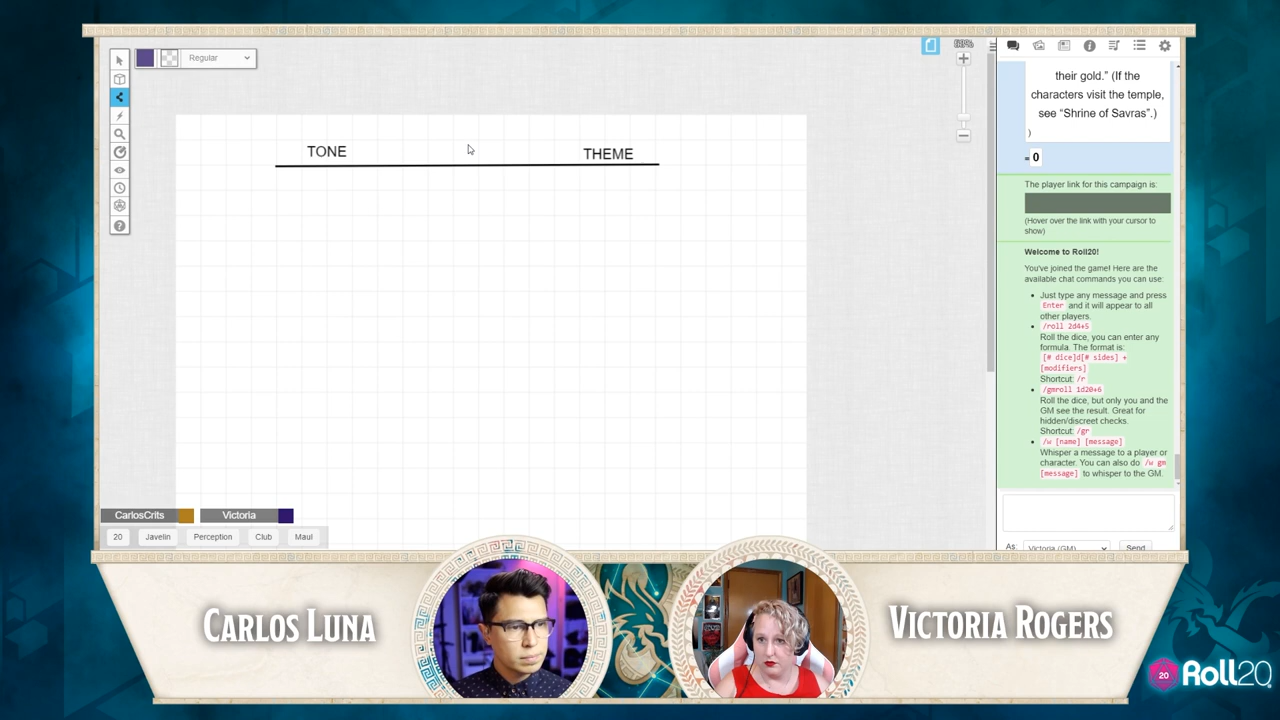 Regular
60%
TONE
THEME
their gold." (If the
characters visit the temple,
see "Shrine of Savras".)
)
= 0
The player link for this campaign is:
(Hover over the link with your cursor to
show)
Welcome to Roll20!
You've joined the game! Here are the
available chat commands you can use:
Just type any message and press
Enter and it will appear to all
other players.
/roll 2d4+5
Roll the dice, you can enter any
formula. The format is:
[# dice]d[# sides] +
[modifiers]
Shortcut: /r
/gmroll 1d20+6
Roll the dice, but only you and the
GM see the result. Great for
hidden/discreet checks.
Shortcut: /gr
/w [name] [message]
Whisper a message to a player or
character. You can also do /w gm
[message] to whisper to the GM.
CarlosCrits
Victoria
20
Javelin
Perception
Club
Maul
As:
Victoria (GM)
Send
CARLOS LUNA
VICTORIA ROGERS
20
Roll20